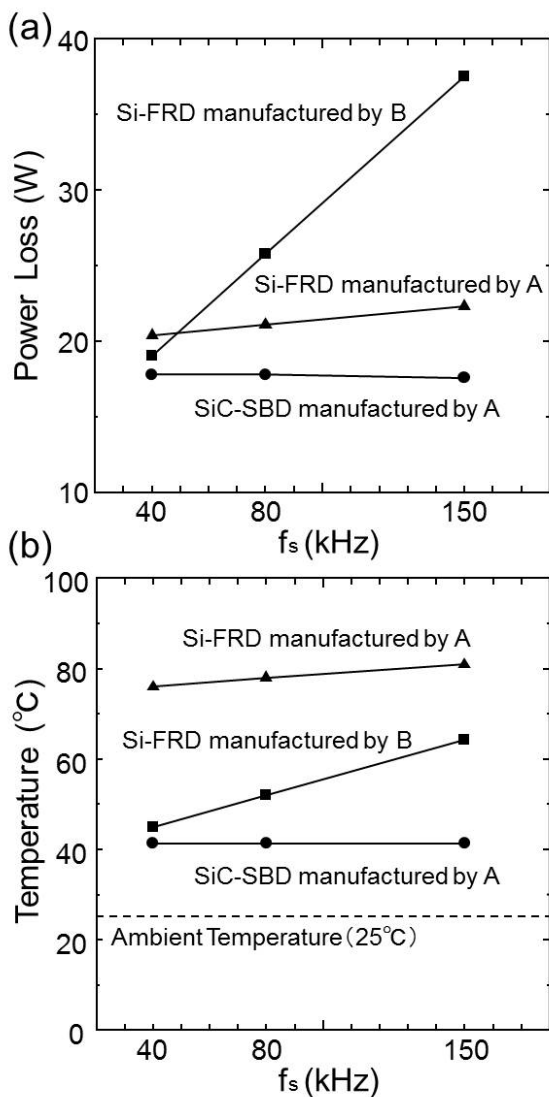 (a)
40
Si-FRD manufactured by B
30
Si-FRD manufactured by A
20
SiC-SBD manufactured by A
10
Power Loss (W)
40 80 150
fs (kHz)
(b)
100
Si-FRD manufactured by A
80
Si-FRD manufactured by B
60
40
SiC-SBD manufactured by A
20
Ambient Temperature (25℃)
0
Temperature (℃)
40 80 150
fs (kHz)